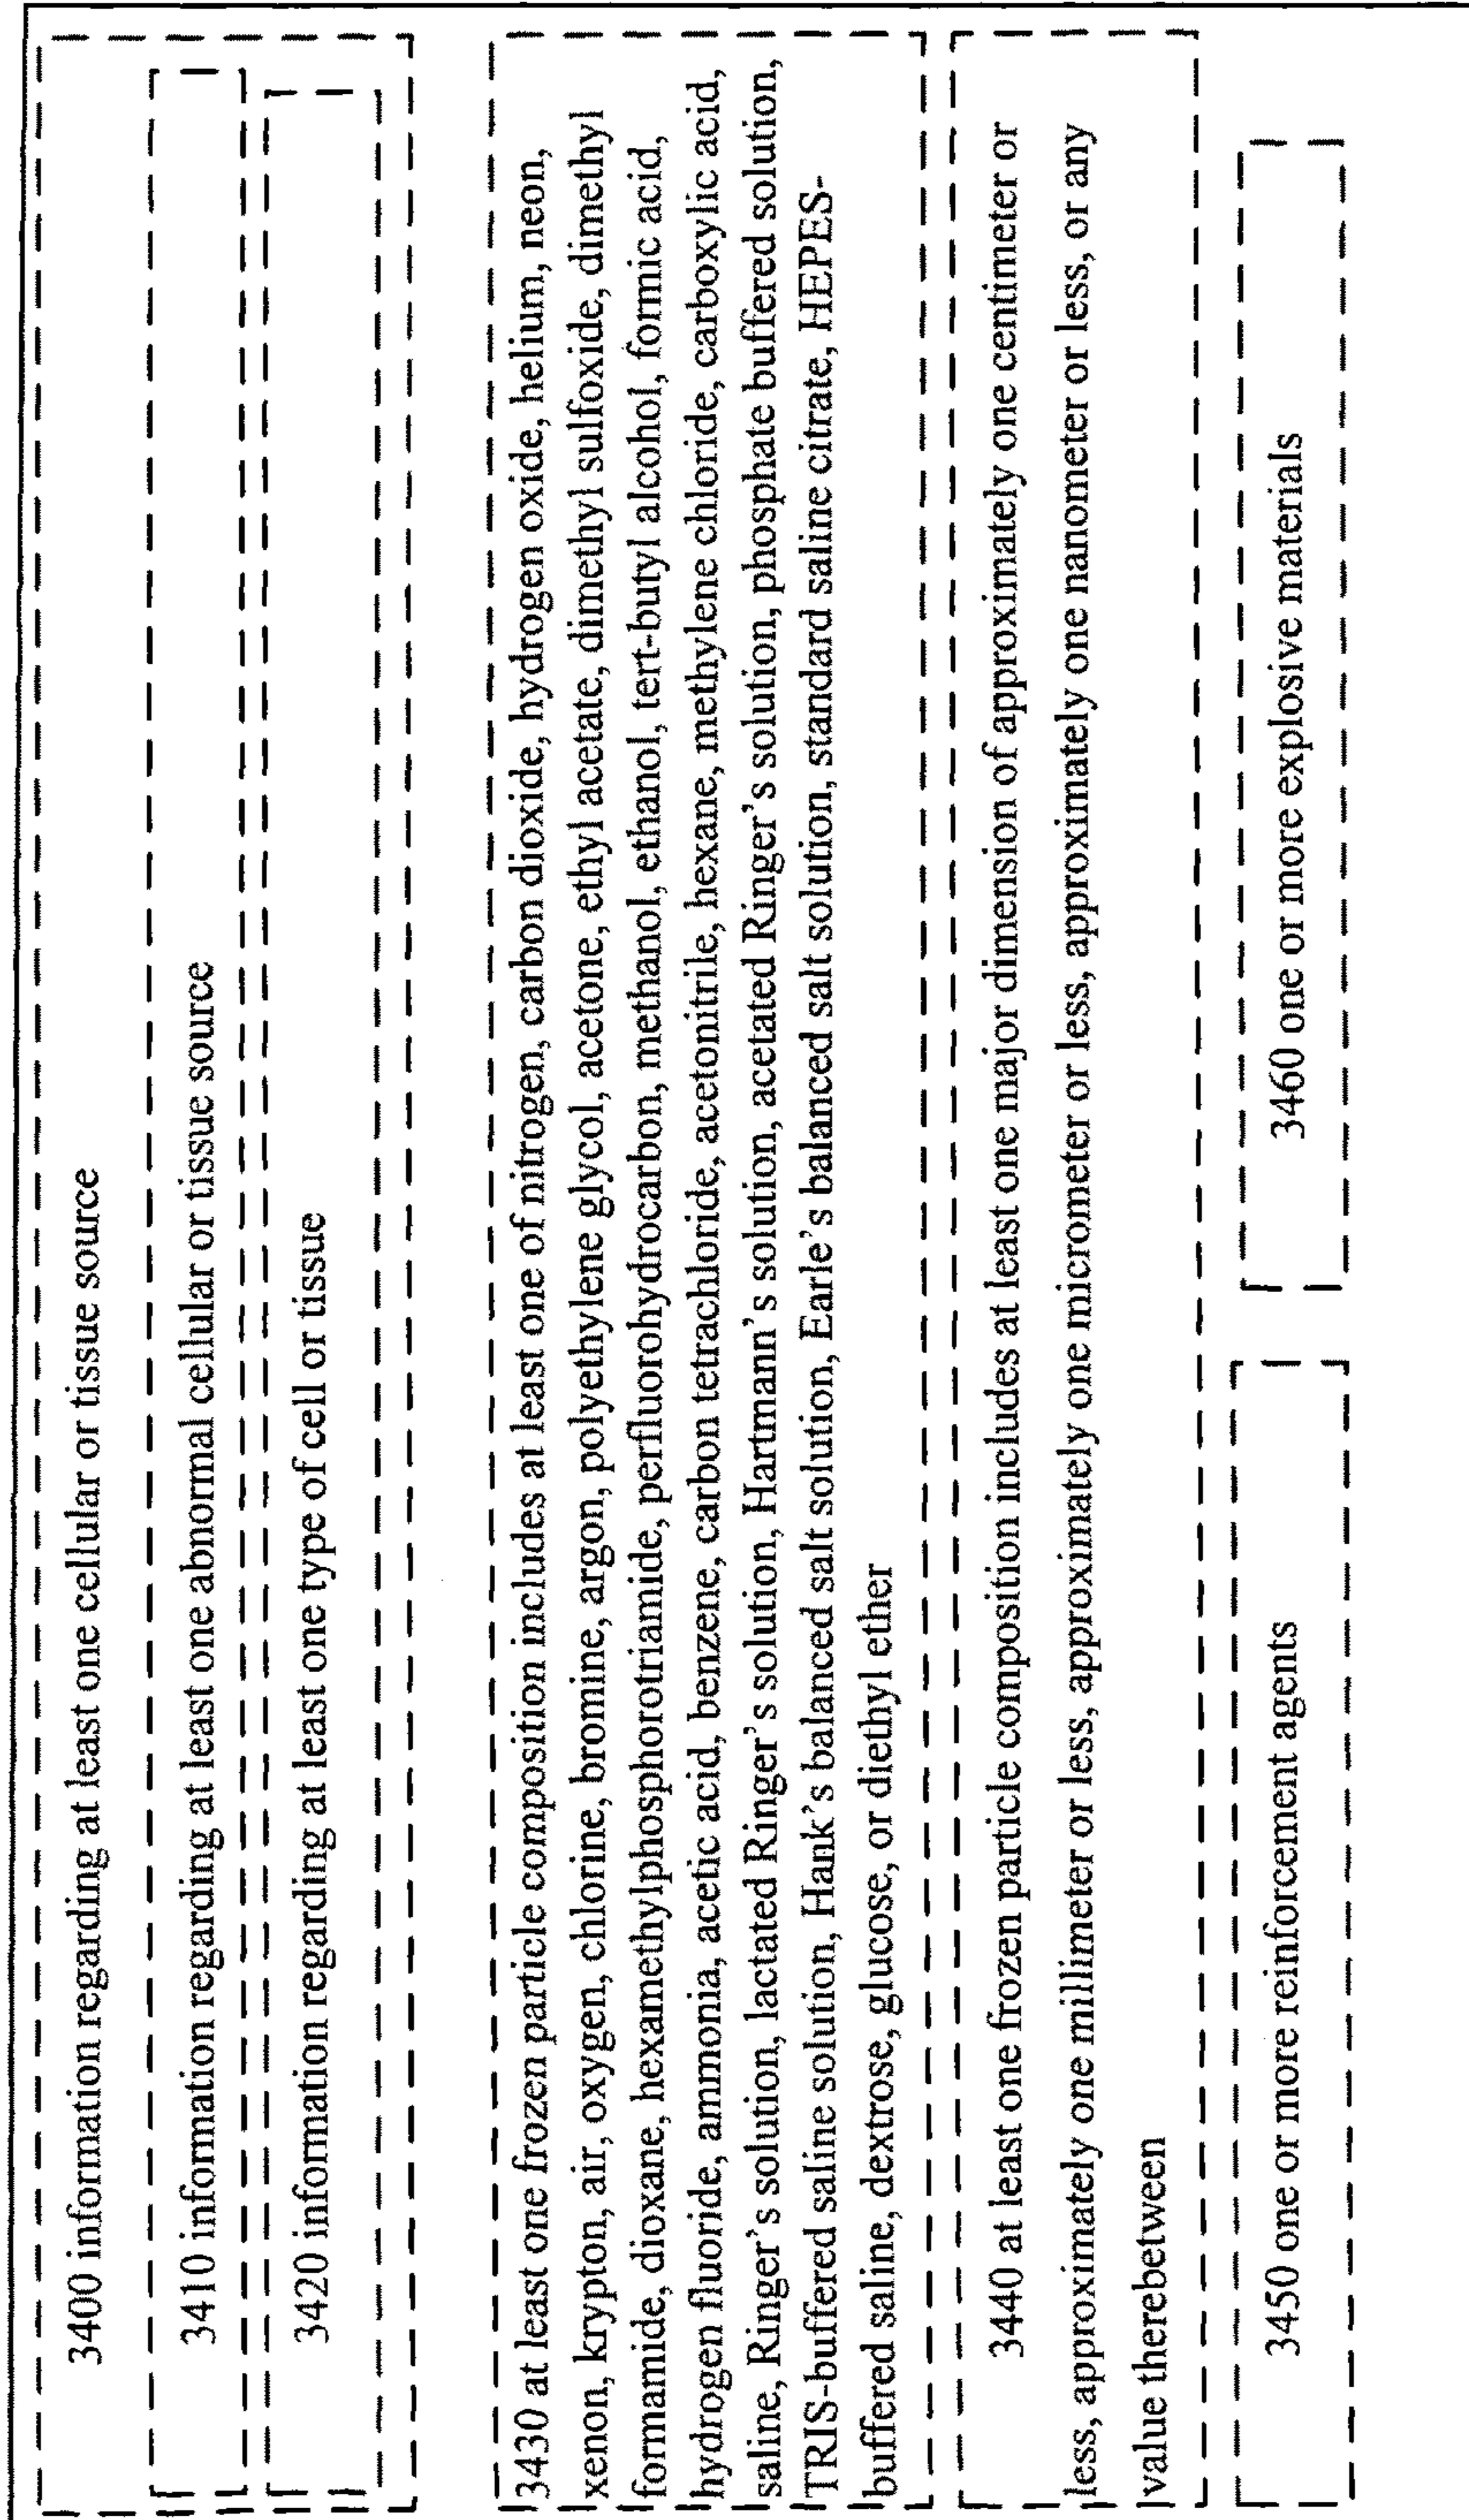 3400 information regarding at least one cellular or tissue source
3410 information regarding at least one abnormal cellular or tissue source
3420 information regarding at least one type of cell or tissue
3430 at least one frozen particle composition includes at least one of nitrogen, carbon dioxide, hydrogen oxide, helium, neon,
xenon, krypton, air, oxygen, chlorine, bromine, argon, polyethylene glycol, acetone, ethyl acetate, dimethyl sulfoxide, dimethyl
formamide, dioxane, hexamethylphosphorotriamide, perfluorohydrocarbon, methanol, ethanol, tert-butyl alcohol, formic acid,
hydrogen fluoride, ammonia, acetic acid, benzene, carbon tetrachloride, acetonitrile, hexane, methylene chloride, carboxylic acid,
saline, Ringer's solution, lactated Ringer's solution, Hartmann's solution, acetated Ringer's solution, phosphate buffered solution,
TRIS-buffered saline solution, Hank's balanced salt solution, Earle's balanced salt solution, standard saline citrate, HEPES-
buffered saline, dextrose, glucose, or diethyl ether
3440 at least one frozen particle composition includes at least one major dimension of approximately one centimeter or
less, approximately one millimeter or less, approximately one micrometer or less, approximately one nanometer or less, or any
value therebetween
3450 one or more reinforcement agents
3460 one or more explosive materials